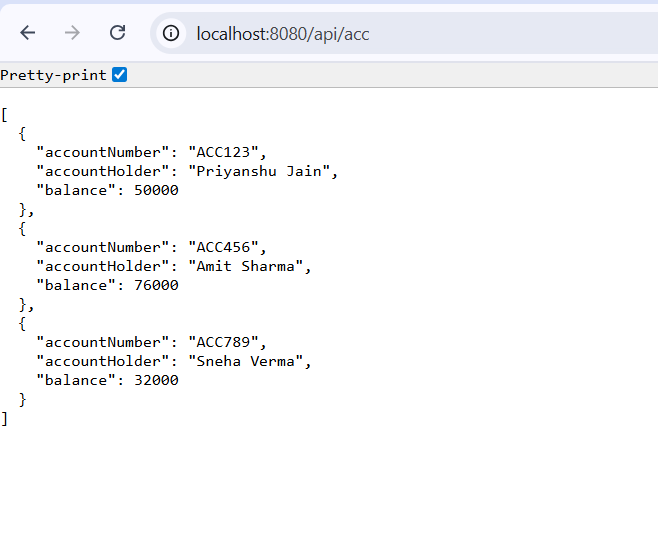 localhost:8080/api/acc
Pretty-print
[
  {
    "accountNumber": "ACC123",
    "accountHolder": "Priyanshu Jain",
    "balance": 50000
  },
  {
    "accountNumber": "ACC456",
    "accountHolder": "Amit Sharma",
    "balance": 76000
  },
  {
    "accountNumber": "ACC789",
    "accountHolder": "Sneha Verma",
    "balance": 32000
  }
]